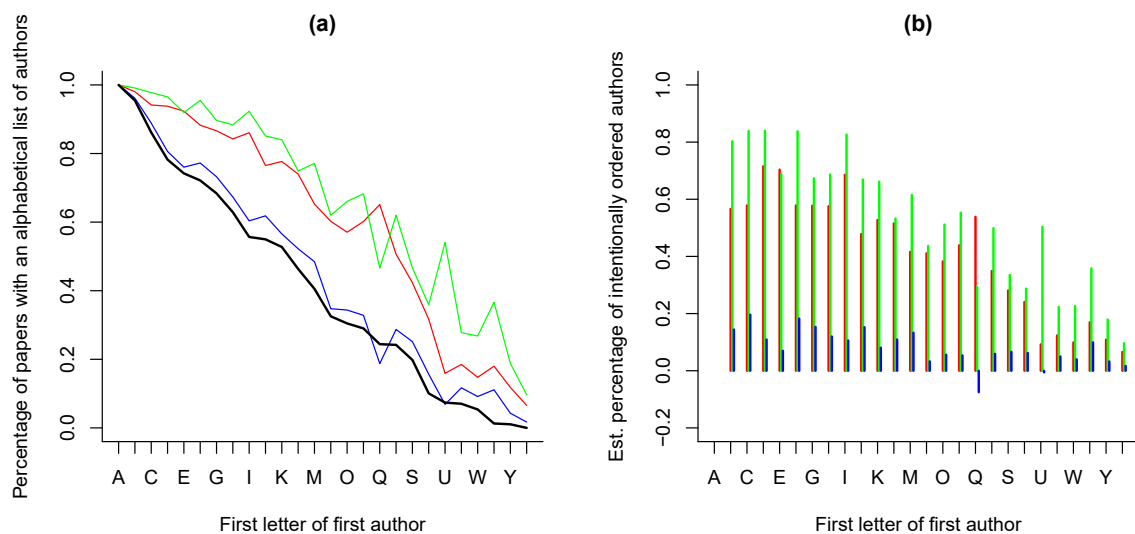 (a)
Percentage of papers with an alphabetical list of authors
1.0
0.8
0.6
0.4
0.2
0.0
A C E G I K M O Q S U W Y
First letter of first author
(b)
Est. percentage of intentionally ordered authors
1.0
0.8
0.6
0.4
0.2
0.0
−0.2
A C E G I K M O Q S U W Y
First letter of first author